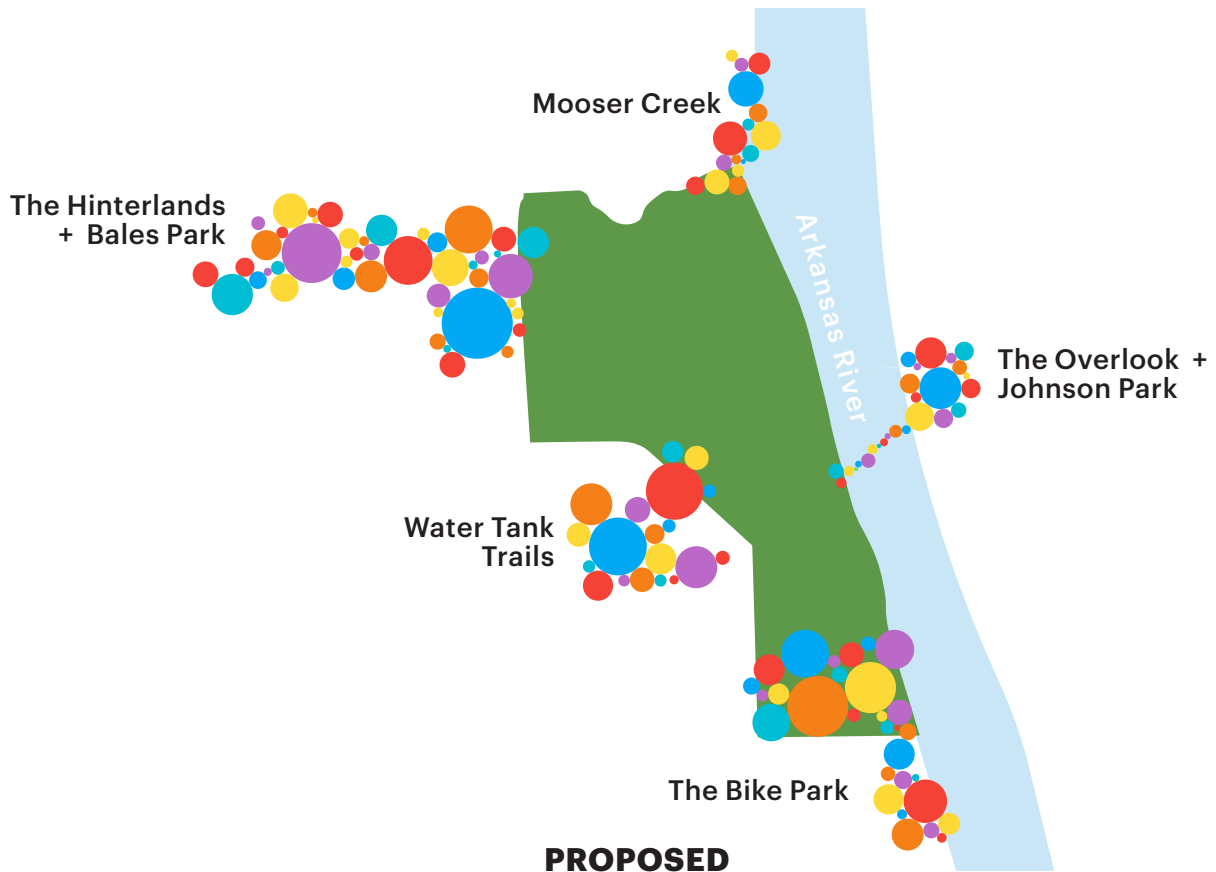 Mooser Creek
The Hinterlands
+ Bales Park
Arkansas River
The Overlook +
Johnson Park
Water Tank
Trails
The Bike Park
PROPOSED